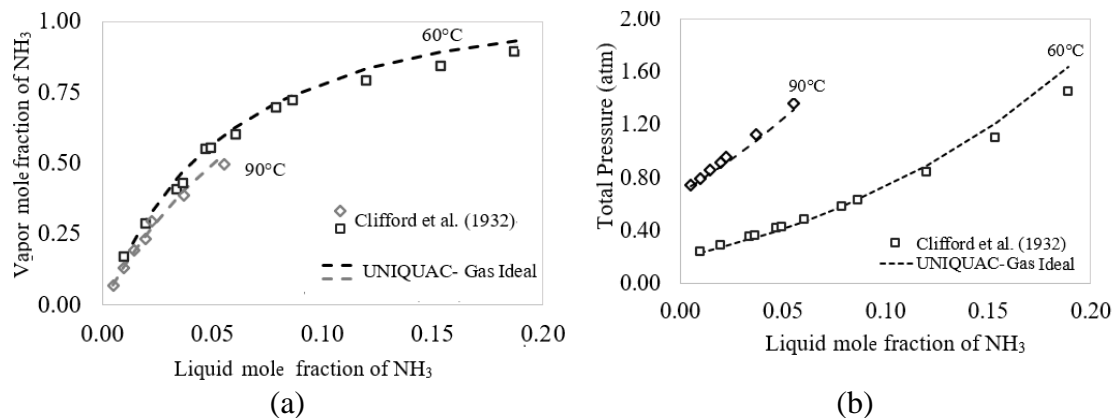 Vapor mole fraction of NH₃
1.00
0.75
0.50
0.25
0.00
60°C
90°C
Clifford et al. (1932)
UNIQUAC- Gas Ideal
0.00 0.05 0.10 0.15 0.20
Liquid mole fraction of NH₃
(a)
Total Pressure (atm)
2.00
1.60
1.20
0.80
0.40
0.00
90°C
60°C
Clifford et al. (1932)
UNIQUAC-Gas Ideal
0.00 0.05 0.10 0.15 0.20
Liquid mole fraction of NH₃
(b)